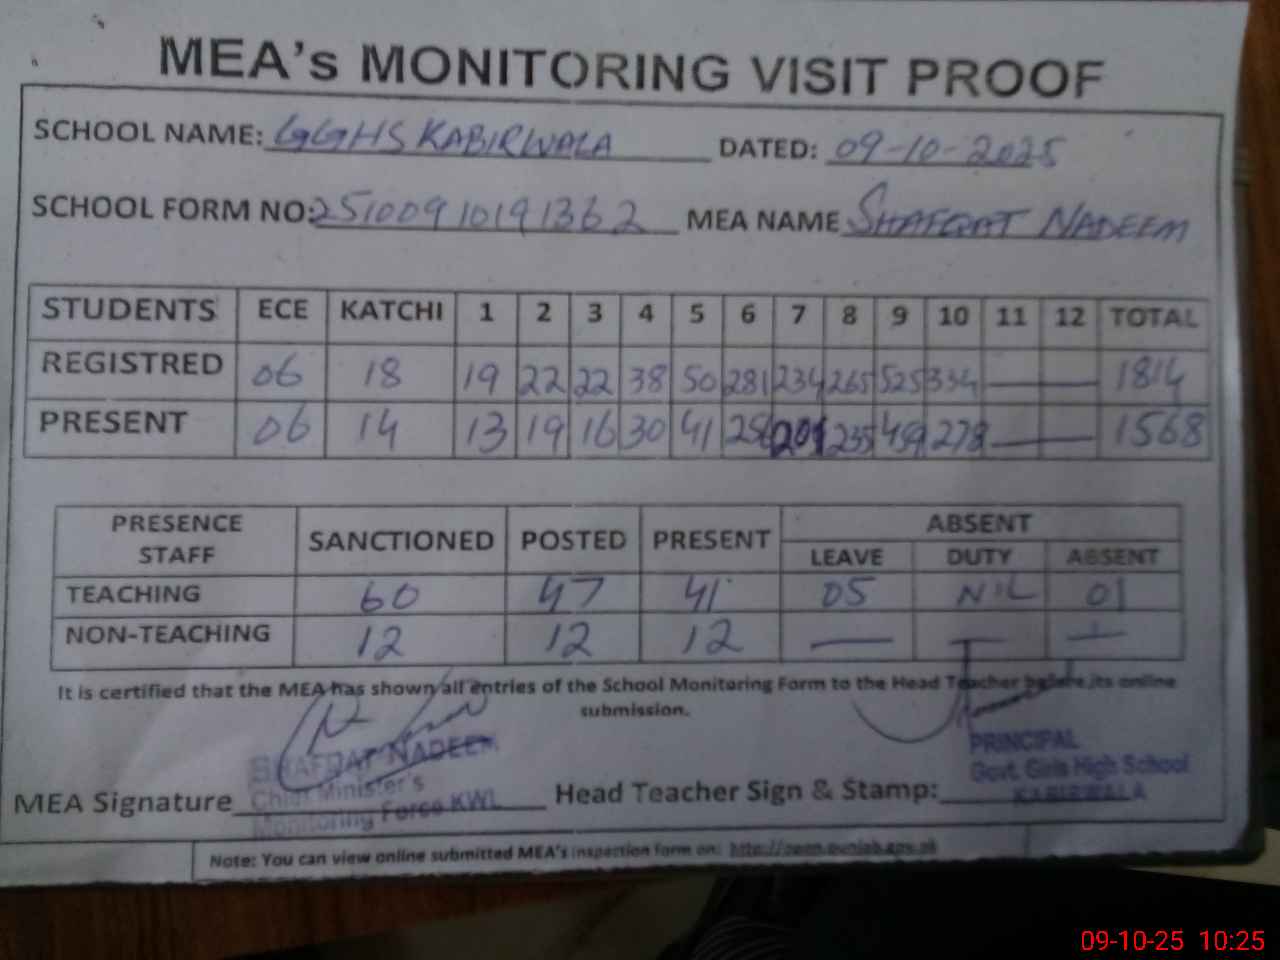 MEA's MONITORING VISIT PROOF
SCHOOL NAME: GGHS KABIRWALA DATED: 09-10-2025
SCHOOL FORM NO: 25100910191362 MEA NAME SHAFQAT NADEEM
STUDENTS ECE KATCHI 1 2 3 4 5 6 7 8 9 10 11 12 TOTAL
REGISTRED 06 18 19 22 22 38 50 281 234 265 525 334 — 1814
PRESENT 06 14 13 19 16 30 41 201 235 459 278 — 1568
PRESENCE STAFF SANCTIONED POSTED PRESENT ABSENT
LEAVE DUTY ABSENT
TEACHING 60 47 41 05 NIL 01
NON-TEACHING 12 12 12 — — —
It is certified that the MEA has shown all entries of the School Monitoring Form to the Head Teacher before its online
submission.
SHAFQAT NADEEM
Chief Minister's
Monitoring Force KWL
PRINCIPAL
Govt. Girls High School
KABIRWALA
MEA Signature Head Teacher Sign & Stamp:
Note: You can view online submitted MEA's inspection form on: http://open.punjab.gov.pk
09-10-25 10:25